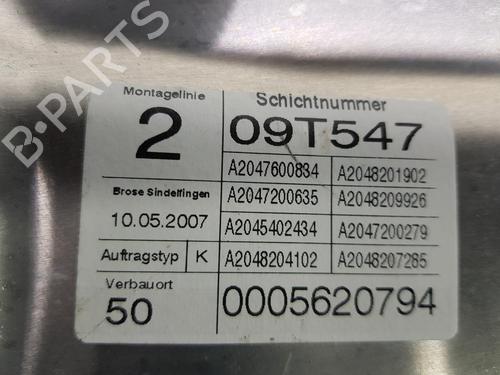 Montagelinie
2
Schichtnummer
09T547
A2047600834 A2048201902
Brose Sindelfingen
10.05.2007
A2047200635 A2048209926
A2045402434 A2047200279
Auftragstyp K
A2048204102 A2048207285
Verbauort
50
0005620794